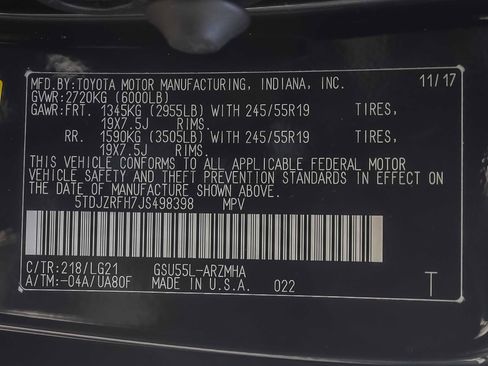 MFD.BY:TOYOTA MOTOR MANUFACTURING, INDIANA, INC. 11/17
GVWR:2720KG (6000LB)
GAWR:FRT. 1345KG (2955LB) WITH 245/55R19 TIRES,
19X7.5J RIMS.
RR. 1590KG (3505LB) WITH 245/55R19 TIRES,
19X7.5J RIMS.
THIS VEHICLE CONFORMS TO ALL APPLICABLE FEDERAL MOTOR
VEHICLE SAFETY AND THEFT PREVENTION STANDARDS IN EFFECT ON
THE DATE OF MANUFACTURE SHOWN ABOVE.
5TDJZRFH7JS498398 MPV
C/TR:218/LG21 GSU55L-ARZMHA
A/TM:-04A/UA80F MADE IN U.S.A. 022 T